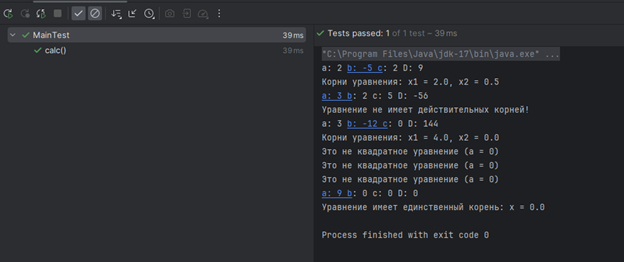 MainTest 39 ms
calc() 39 ms
Tests passed: 1 of 1 test – 39 ms
"C:\Program Files\Java\jdk-17\bin\java.exe" ...
a: 2 b: -5 c: 2 D: 9
Корни уравнения: x1 = 2.0, x2 = 0.5
a: 3 b: 2 c: 5 D: -56
Уравнение не имеет действительных корней!
a: 3 b: -12 c: 0 D: 144
Корни уравнения: x1 = 4.0, x2 = 0.0
Это не квадратное уравнение (a = 0)
Это не квадратное уравнение (a = 0)
Это не квадратное уравнение (a = 0)
a: 9 b: 0 c: 0 D: 0
Уравнение имеет единственный корень: x = 0.0
Process finished with exit code 0